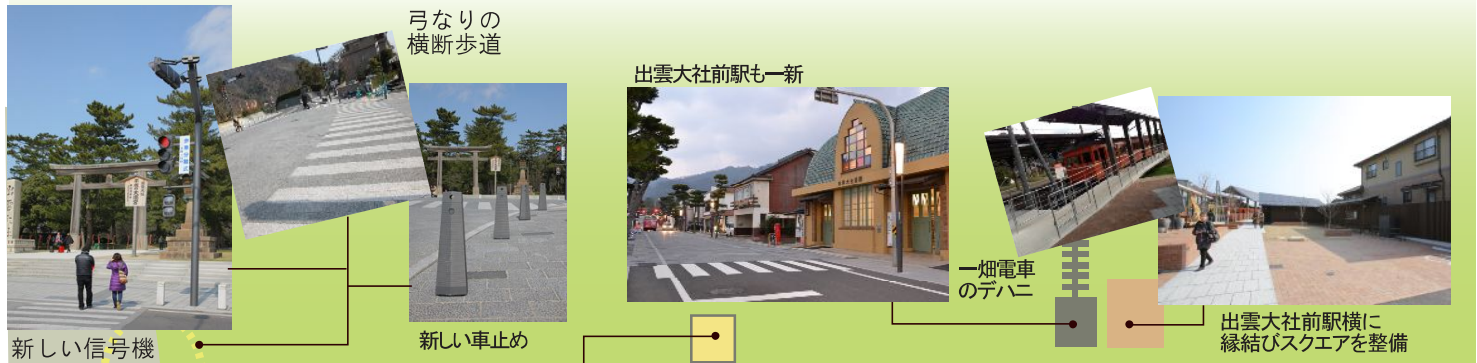 弓なりの
横断歩道
出雲大社前駅も一新
一畑電車
のデハニ
新しい信号機
新しい車止め
出雲大社前駅横に
縁結びスクエアを整備